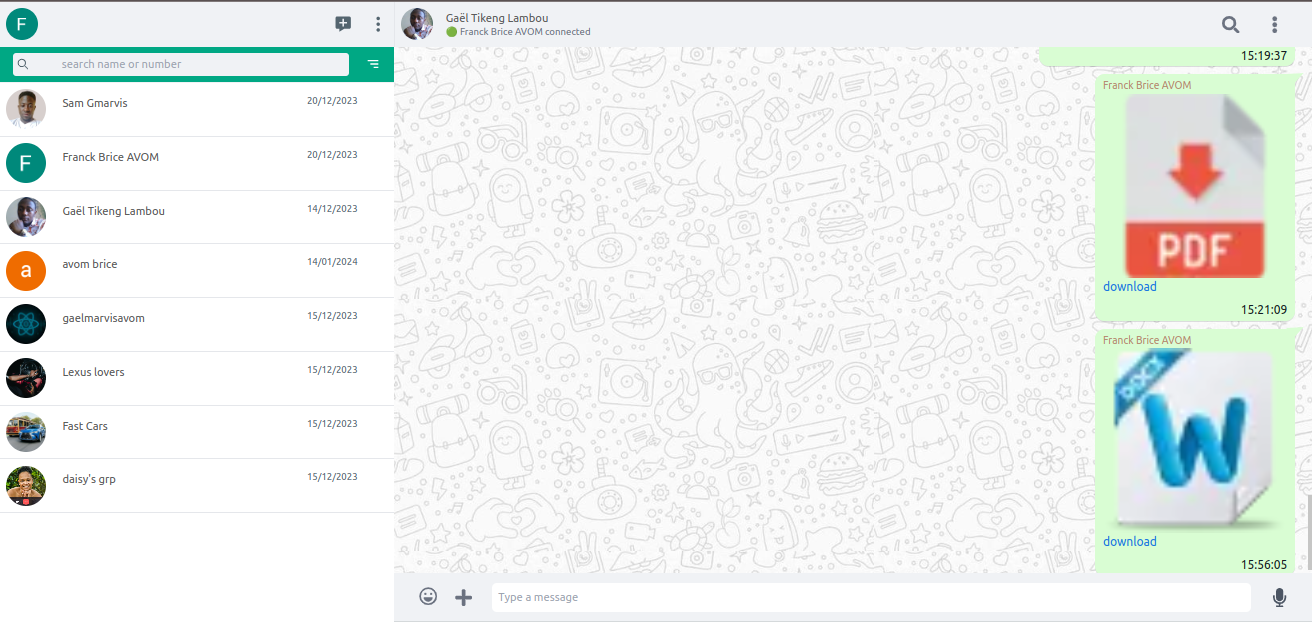 F
search name or number
Sam Gmarvis
20/12/2023
F
Franck Brice AVOM
20/12/2023
Gaël Tikeng Lambou
14/12/2023
a
avom brice
14/01/2024
gaelmarvisavom
15/12/2023
Lexus lovers
15/12/2023
Fast Cars
15/12/2023
daisy's grp
15/12/2023
Gaël Tikeng Lambou
Franck Brice AVOM connected
15:19:37
Franck Brice AVOM
PDF
download
15:21:09
Franck Brice AVOM
DOCX
W
download
15:56:05
Type a message